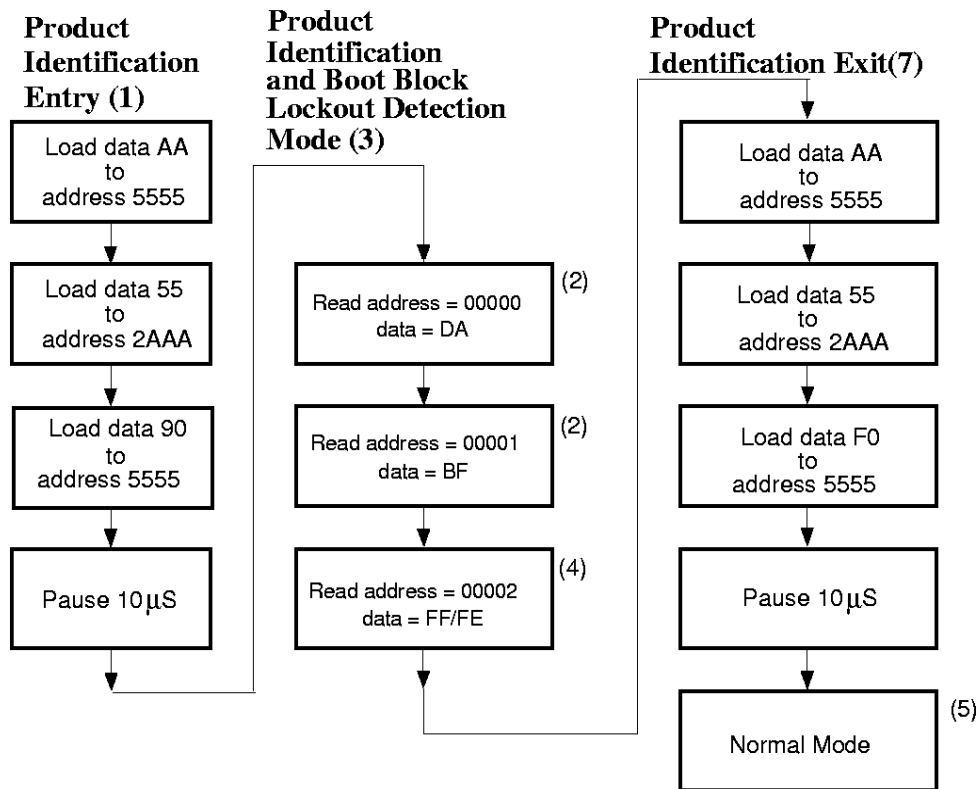 Product
Identification
Entry (1)
Load data AA
to
address 5555
Load data 55
to
address 2AAA
Load data 90
to
address 5555
Pause 10µS
Product
Identification
and Boot Block
Lockout Detection
Mode (3)
(2)
Read address = 00000
data = DA
(2)
Read address = 00001
data = BF
(4)
Read address = 00002
data = FF/FE
Product
Identification Exit(7)
Load data AA
to
address 5555
Load data 55
to
address 2AAA
Load data F0
to
address 5555
Pause 10µS
(5)
Normal Mode